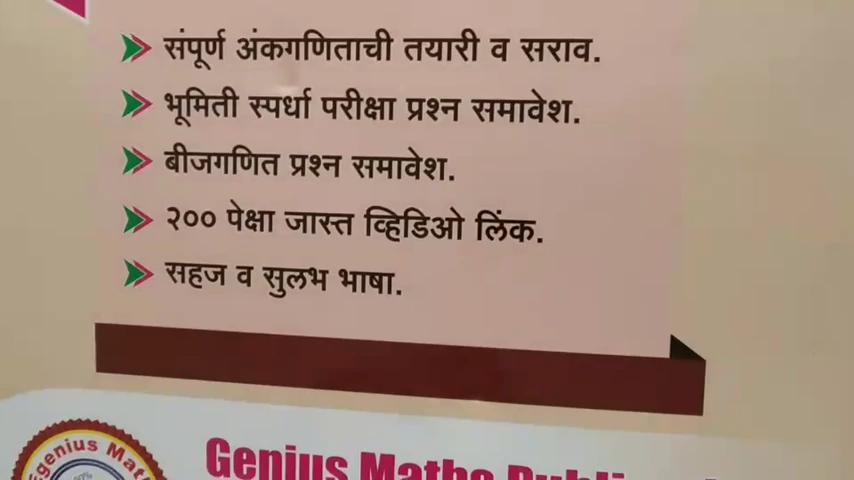 संपूर्ण अंकगणिताची तयारी व सराव.
भूमिती स्पर्धा परीक्षा प्रश्न समावेश.
बीजगणित प्रश्न समावेश.
२०० पेक्षा जास्त व्हिडिओ लिंक.
सहज व सुलभ भाषा.
Genius Maths